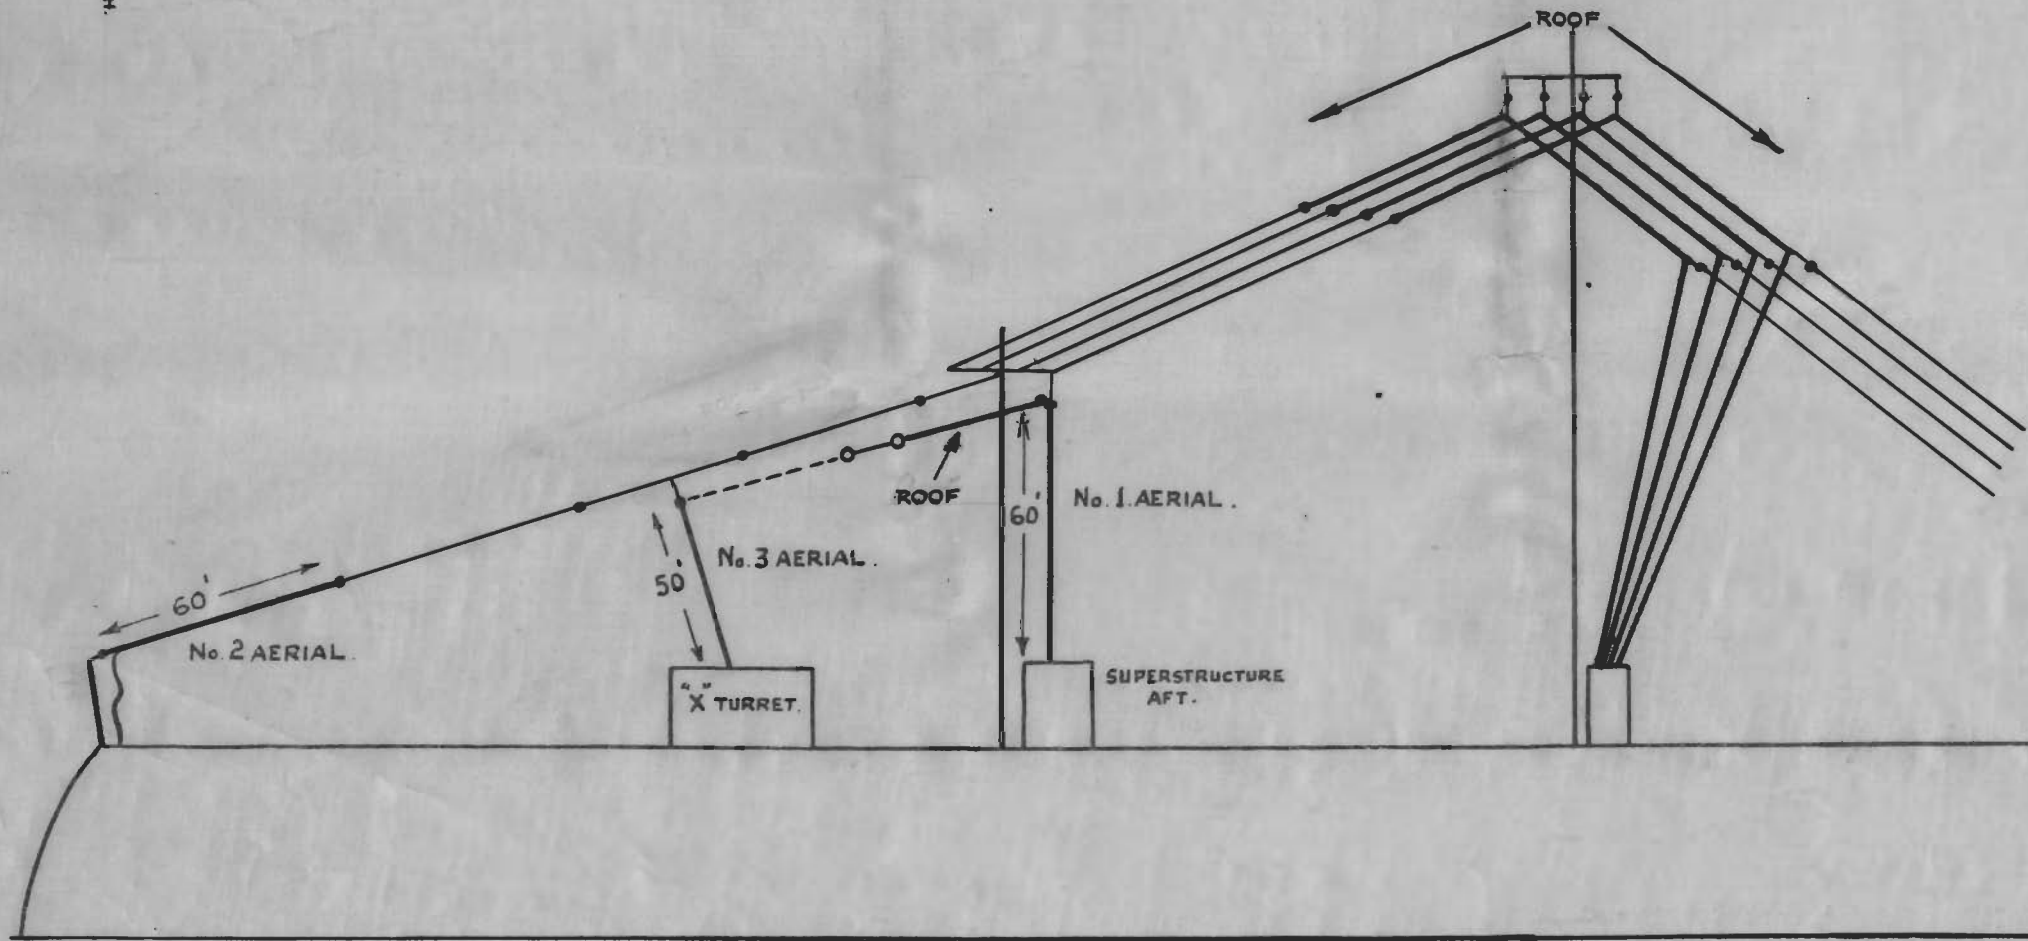 ROOF
ROOF
No. 1. AERIAL.
60'
No. 3 AERIAL.
50'
60'
No. 2 AERIAL.
"X" TURRET.
SUPERSTRUCTURE
AFT.